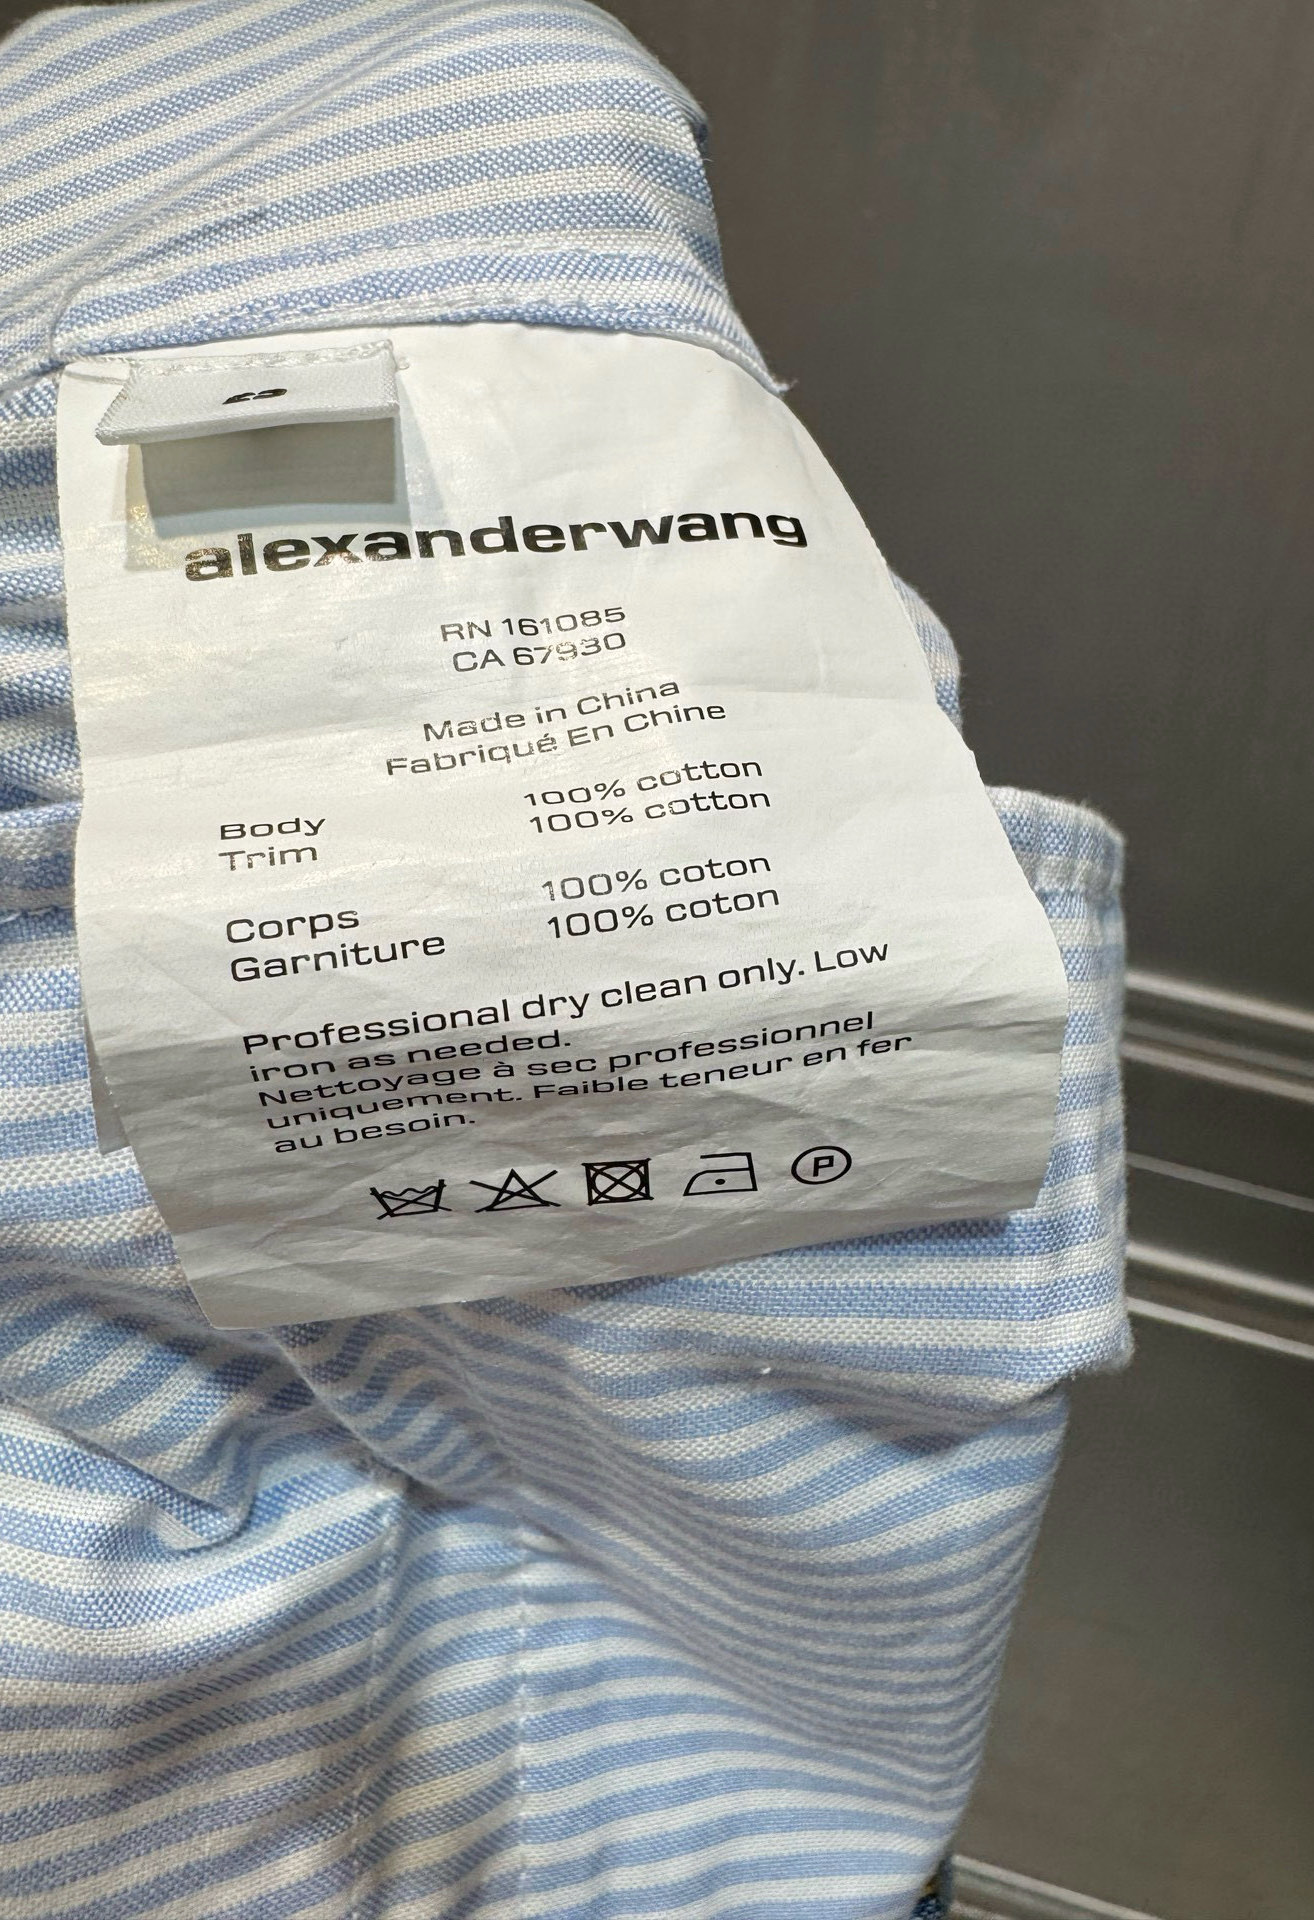 alexanderwang
RN 161085
CA 67930
Made in China
Fabriqué En Chine
Body 100% cotton
Trim 100% cotton
Corps 100% coton
Garniture 100% coton
Professional dry clean only. Low
iron as needed.
Nettoyage à sec professionnel
uniquement. Faible teneur en fer
au besoin.
P